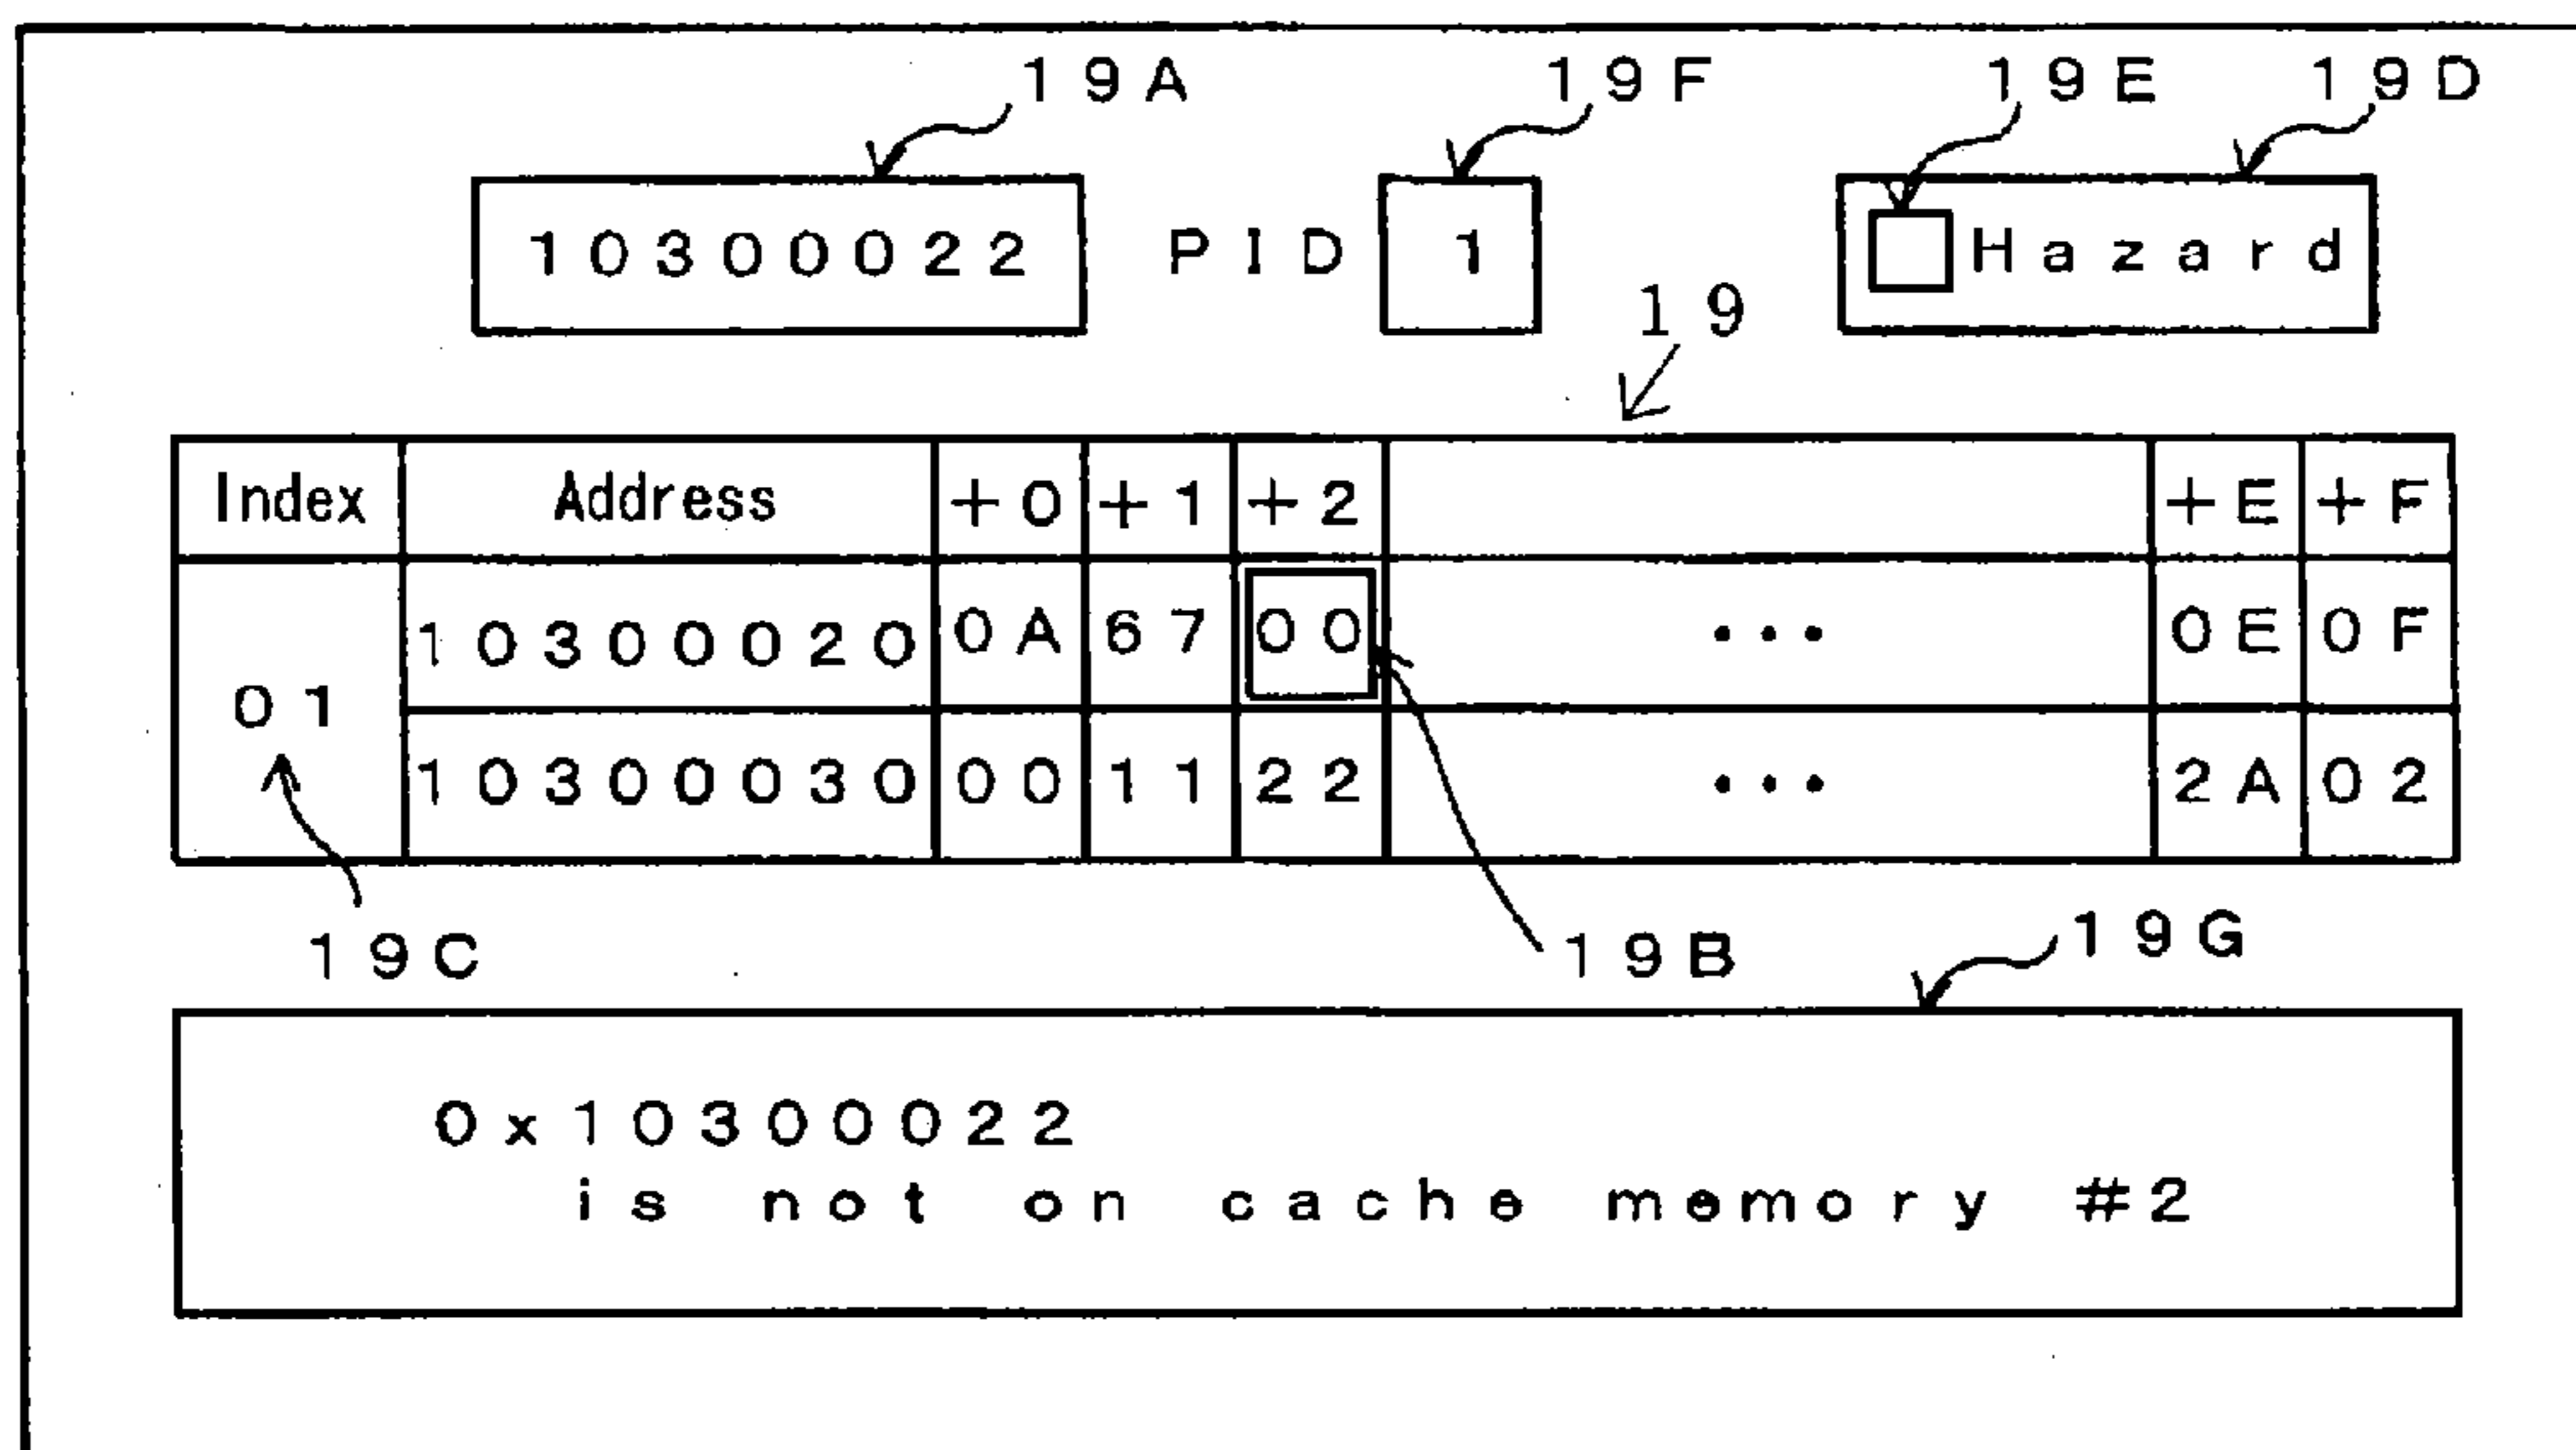 19A 19F 19E 19D
10300022 PID 1 Hazard
19
Index Address +0 +1 +2 +E +F
01
10300020 0A 67 00 ... 0E 0F
10300030 00 11 22 ... 2A 02
19C 19B 19G
0x10300022
is not on cache memory #2